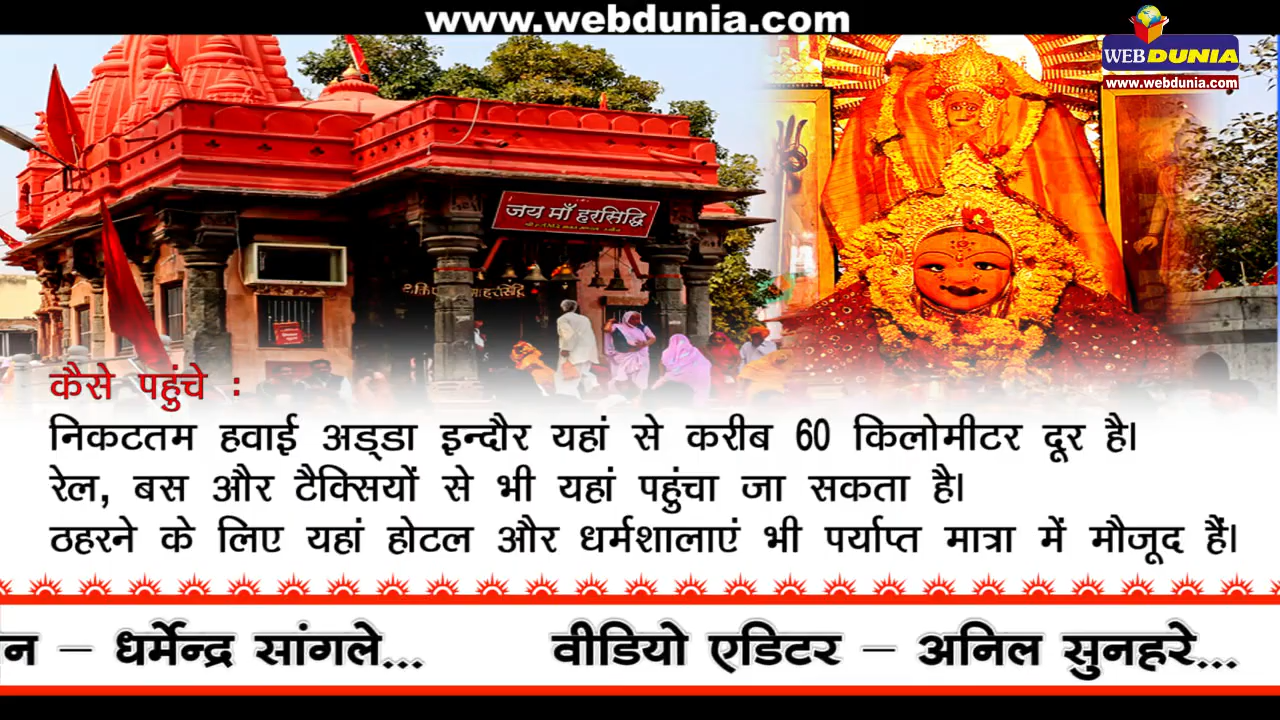 www.webdunia.com
WEBDUNIA
www.webdunia.com
जय माँ हरसिद्धि
कैसे पहुंचे :
निकटतम हवाई अड्डा इन्दौर यहां से करीब 60 किलोमीटर दूर है।
रेल, बस और टैक्सियों से भी यहां पहुंचा जा सकता है।
ठहरने के लिए यहां होटल और धर्मशालाएं भी पर्याप्त मात्रा में मौजूद हैं।
न – धर्मेन्द्र सांगले... वीडियो एडिटर – अनिल सुनहरे...